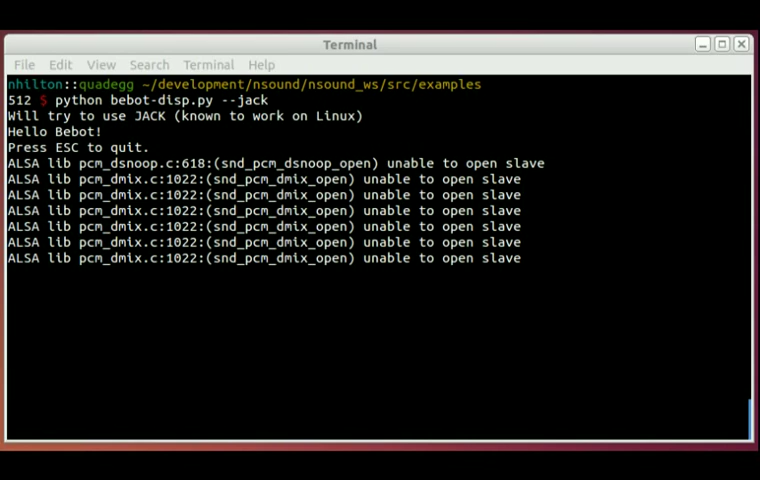 Terminal
File Edit View Search Terminal Help
nhilton::quadegg ~/development/nsound/nsound_ws/src/examples
512 $ python bebot-disp.py --jack
Will try to use JACK (known to work on Linux)
Hello Bebot!
Press ESC to quit.
ALSA lib pcm_dsnoop.c:618:(snd_pcm_dsnoop_open) unable to open slave
ALSA lib pcm_dmix.c:1022:(snd_pcm_dmix_open) unable to open slave
ALSA lib pcm_dmix.c:1022:(snd_pcm_dmix_open) unable to open slave
ALSA lib pcm_dmix.c:1022:(snd_pcm_dmix_open) unable to open slave
ALSA lib pcm_dmix.c:1022:(snd_pcm_dmix_open) unable to open slave
ALSA lib pcm_dmix.c:1022:(snd_pcm_dmix_open) unable to open slave
ALSA lib pcm_dmix.c:1022:(snd_pcm_dmix_open) unable to open slave